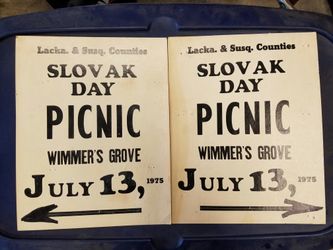 Lacka. & Susq. Counties
SLOVAK
DAY
PICNIC
WIMMER'S GROVE
JULY 13, 1975
Lacka. & Susq. Counties
SLOVAK
DAY
PICNIC
WIMMER'S GROVE
JULY 13, 1975